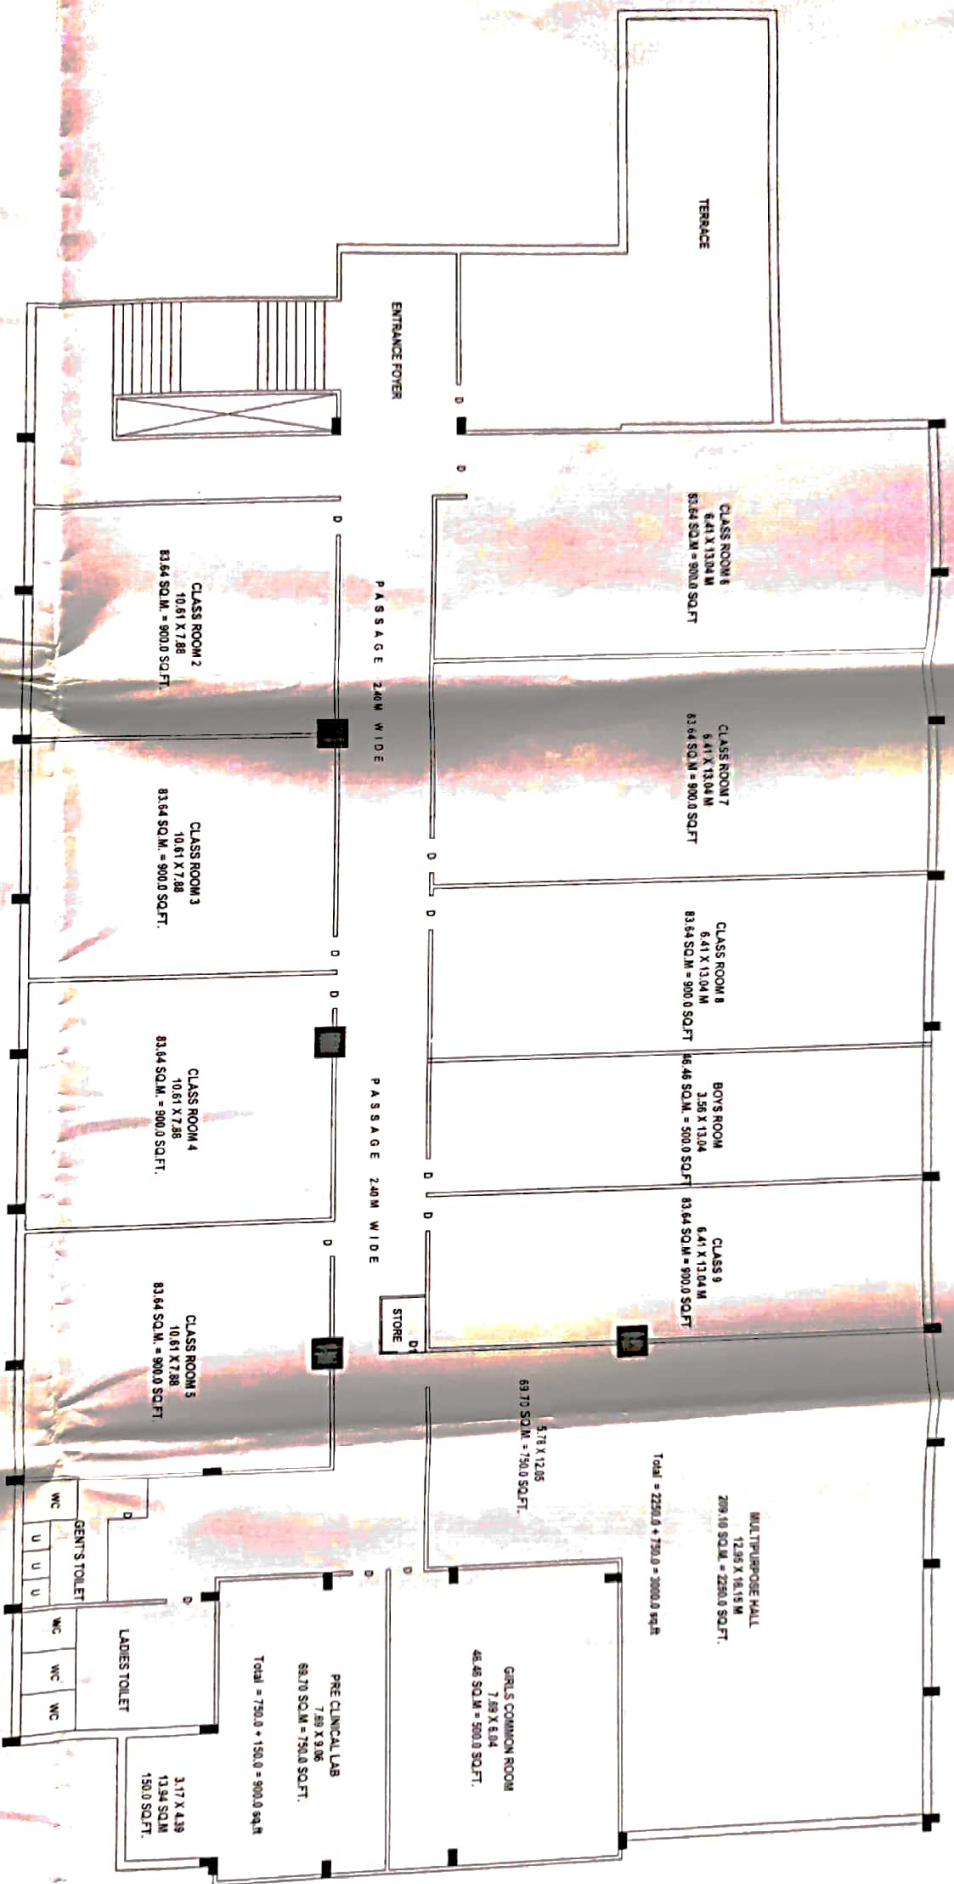 TERRACE
ENTRANCE FOYER
D
D
CLASS ROOM 6
6.41 X 13.04 M
83.64 SQ.M = 900.0 SQ.FT
D
CLASS ROOM 2
10.61 X 7.88
83.64 SQ.M. = 900.0 SQ.FT.
PASSAGE 2.40 M WIDE
CLASS ROOM 7
6.41 X 13.04 M
83.64 SQ.M = 900.0 SQ.FT
D
D
CLASS ROOM 3
10.61 X 7.88
83.64 SQ.M. = 900.0 SQ.FT.
D
D
CLASS ROOM 8
6.41 X 13.04 M
83.64 SQ.M = 900.0 SQ.FT
CLASS ROOM 4
10.61 X 7.88
83.64 SQ.M. = 900.0 SQ.FT.
PASSAGE 2.40 M WIDE
BOYS ROOM
3.56 X 13.04
46.46 SQ.M. = 500.0 SQ.FT
D
D
CLASS 9
6.41 X 13.04 M
83.64 SQ.M = 900.0 SQ.FT
D
STORE
D1
CLASS ROOM 5
10.61 X 7.88
83.64 SQ.M. = 900.0 SQ.FT.
5.78 X 12.05
69.70 SQ.M. = 750.0 SQ.FT.
Total = 2250.0 + 750.0 = 3000.0 sq.ft
MULTIPURPOSE HALL
12.95 X 16.15 M
209.10 SQ.M. = 2250.0 SQ.FT.
WC
D
GENT'S TOILET
U
U
U
D
D
D
WC
WC
WC
LADIES TOILET
GIRLS COMMON ROOM
7.69 X 6.04
46.46 SQ.M = 500.0 SQ.FT.
PRE CLINICAL LAB
7.69 X 9.06
69.70 SQ.M = 750.0 SQ.FT.
Total = 750.0 + 150.0 = 900.0 sq.ft
3.17 X 4.39
13.94 SQ.M
150.0 SQ.FT.